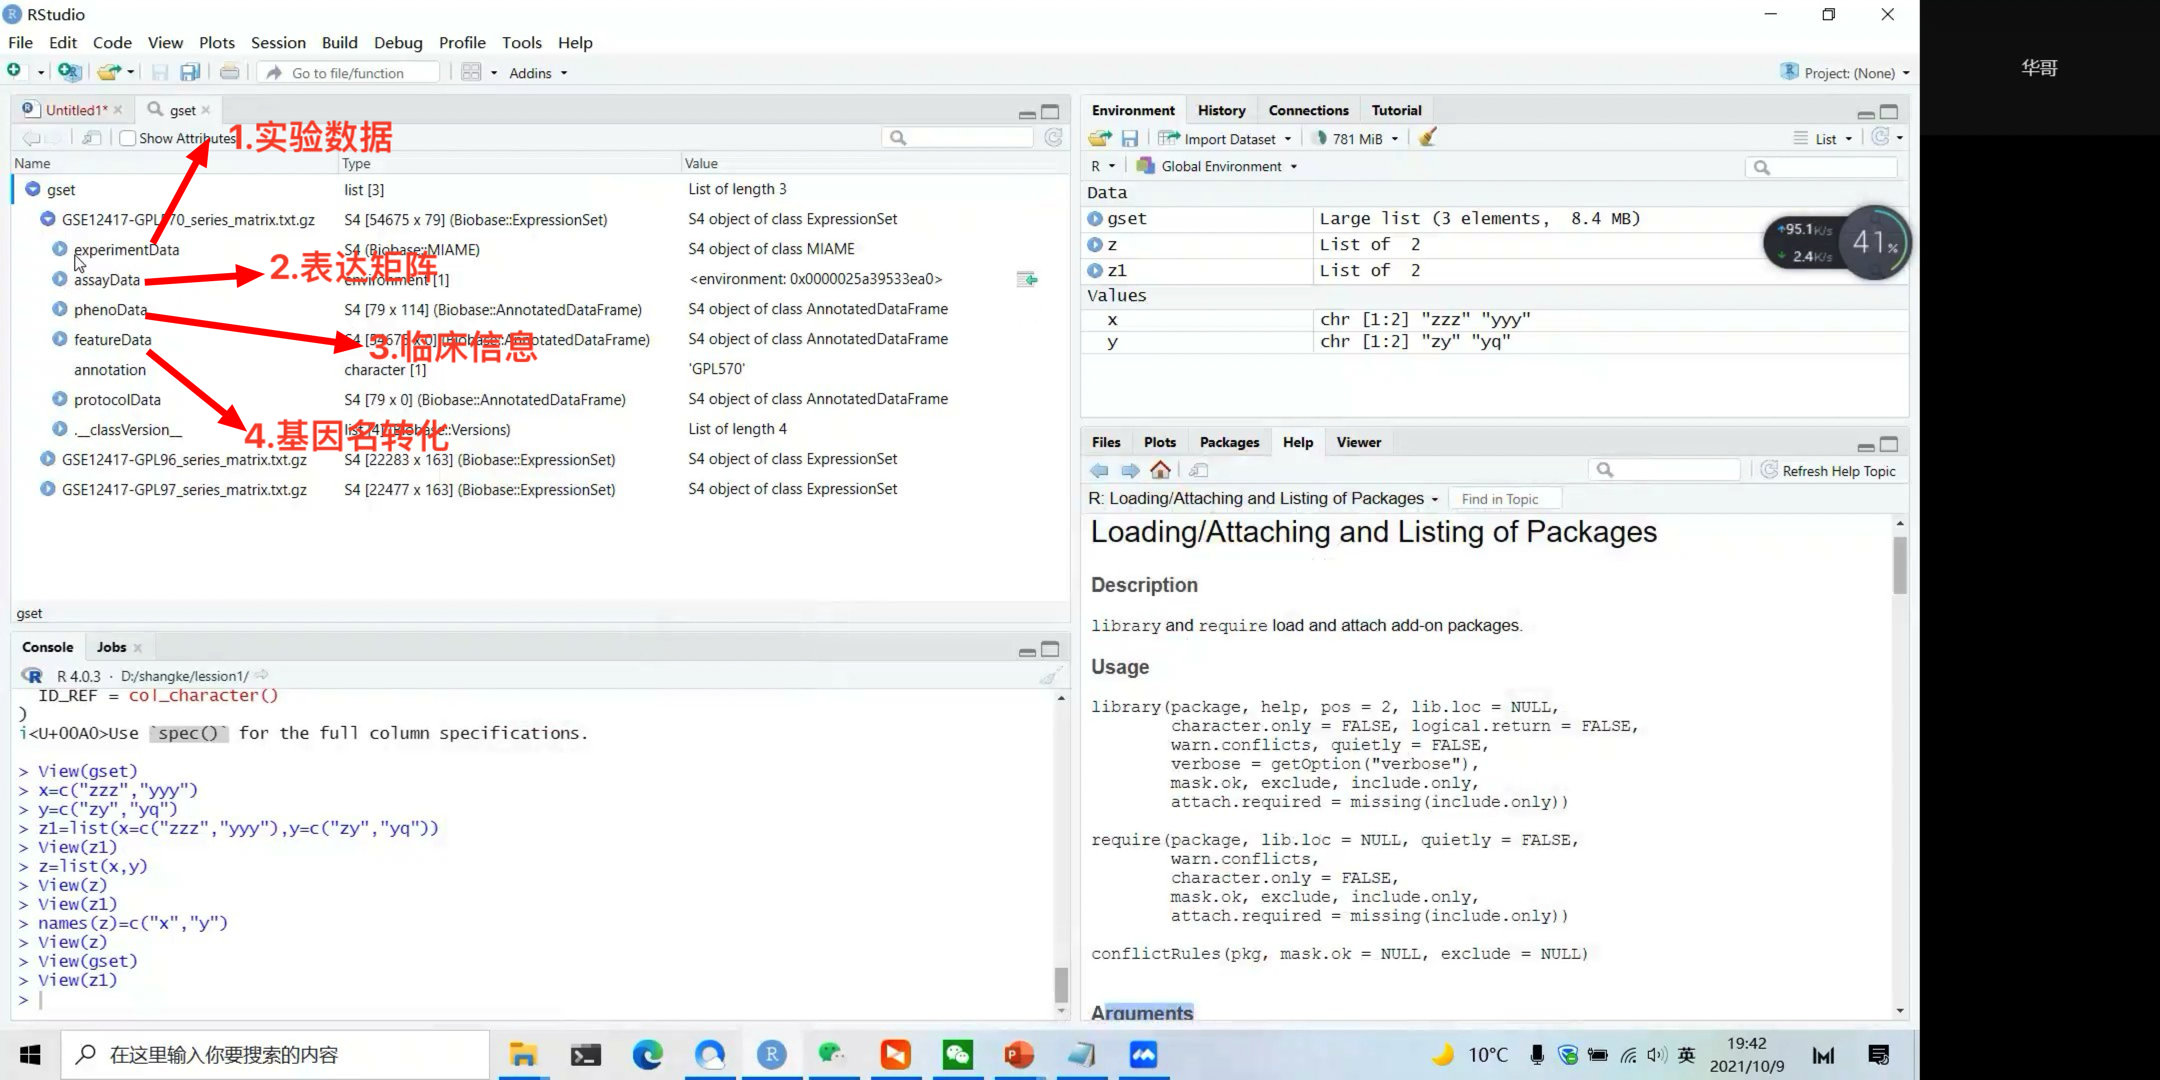 RStudio
File Edit Code View Plots Session Build Debug Profile Tools Help
Go to file/function Addins Project: (None)
华哥
Untitled1* gset
Show Attributes
1.实验数据
Name Type Value
gset list [3] List of length 3
GSE12417-GPL570_series_matrix.txt.gz S4 [54675 x 79] (Biobase::ExpressionSet) S4 object of class ExpressionSet
experimentData S4 (Biobase::MIAME) S4 object of class MIAME
2.表达矩阵
assayData environment [1] <environment: 0x0000025a39533ea0>
phenoData S4 [79 x 114] (Biobase::AnnotatedDataFrame) S4 object of class AnnotatedDataFrame
featureData S4 [54675 x 0] (Biobase::AnnotatedDataFrame) S4 object of class AnnotatedDataFrame
3.临床信息
annotation character [1] 'GPL570'
protocolData S4 [79 x 0] (Biobase::AnnotatedDataFrame) S4 object of class AnnotatedDataFrame
.__classVersion__ list [4] (Biobase::Versions) List of length 4
4.基因名转化
GSE12417-GPL96_series_matrix.txt.gz S4 [22283 x 163] (Biobase::ExpressionSet) S4 object of class ExpressionSet
GSE12417-GPL97_series_matrix.txt.gz S4 [22477 x 163] (Biobase::ExpressionSet) S4 object of class ExpressionSet
gset
Console Jobs
R 4.0.3 · D:/shangke/lession1/
ID_REF = col_character()
)
i<U+00A0>Use `spec()` for the full column specifications.
> View(gset)
> x=c("zzz","yyy")
> y=c("zy","yq")
> z1=list(x=c("zzz","yyy"),y=c("zy","yq"))
> View(z1)
> z=list(x,y)
> View(z)
> View(z1)
> names(z)=c("x","y")
> View(z)
> View(gset)
> View(z1)
>
Environment History Connections Tutorial
Import Dataset 781 MiB List
R Global Environment
Data
gset Large list (3 elements, 8.4 MB)
z List of 2
z1 List of 2
Values
x chr [1:2] "zzz" "yyy"
y chr [1:2] "zy" "yq"
95.1K/s
2.4K/s
41%
Files Plots Packages Help Viewer
Refresh Help Topic
R: Loading/Attaching and Listing of Packages Find in Topic
Loading/Attaching and Listing of Packages
Description
library and require load and attach add-on packages.
Usage
library(package, help, pos = 2, lib.loc = NULL,
character.only = FALSE, logical.return = FALSE,
warn.conflicts, quietly = FALSE,
verbose = getOption("verbose"),
mask.ok, exclude, include.only,
attach.required = missing(include.only))
require(package, lib.loc = NULL, quietly = FALSE,
warn.conflicts,
character.only = FALSE,
mask.ok, exclude, include.only,
attach.required = missing(include.only))
conflictRules(pkg, mask.ok = NULL, exclude = NULL)
Arguments
在这里输入你要搜索的内容
10°C 英 19:42
2021/10/9